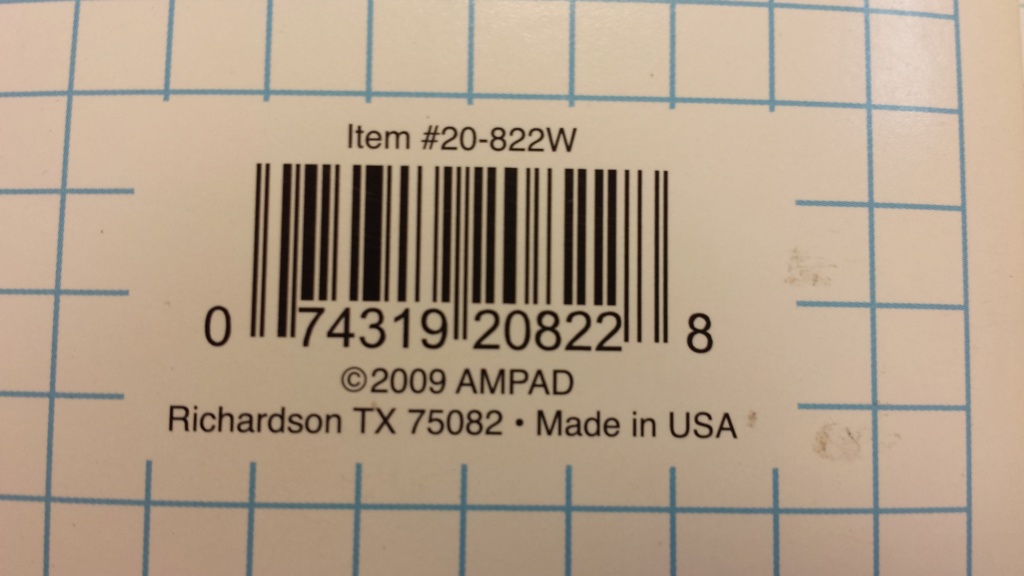 Item #20-822W
0 74319 20822 8
©2009 AMPAD
Richardson TX 75082 • Made in USA